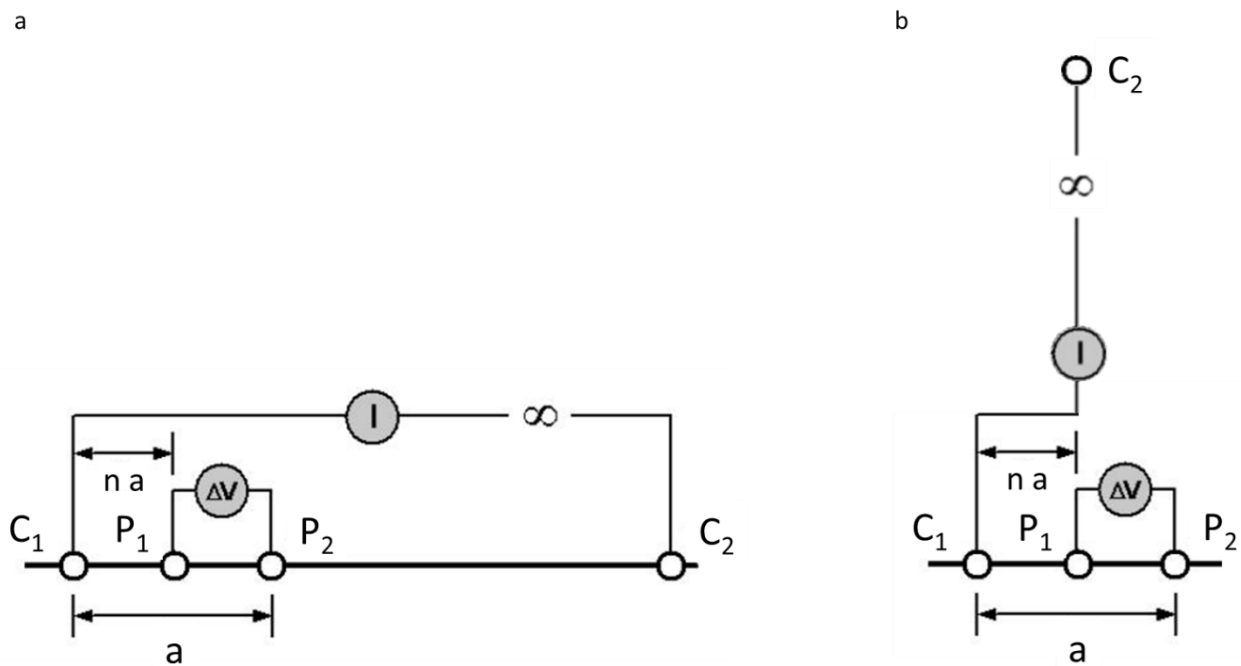 a
I
∞
n a
ΔV
C₁
P₁
P₂
C₂
a
b
C₂
∞
I
n a
ΔV
C₁
P₁
P₂
a